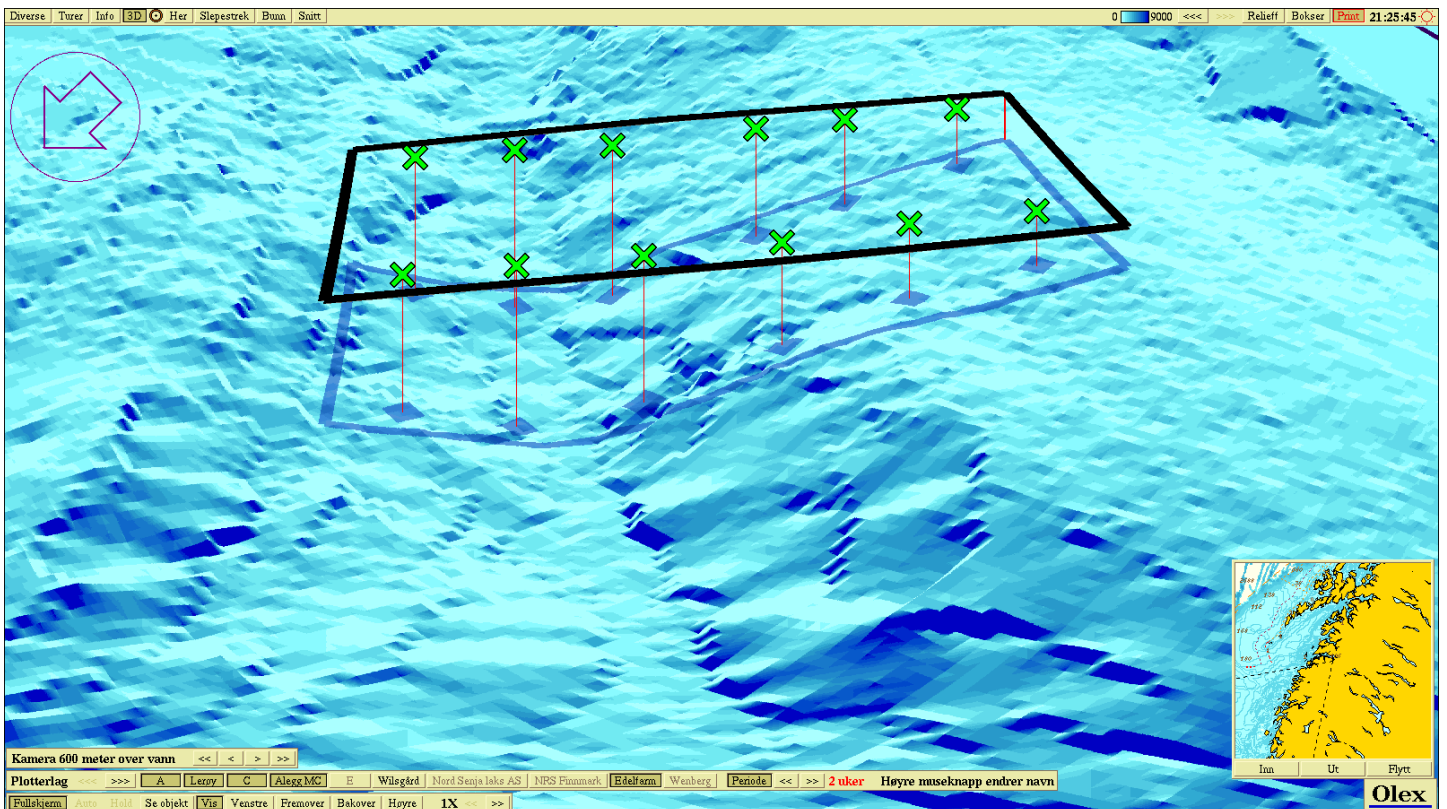 Diverse Turer Info 3D Her Slepestrek Bunn Snitt 0 9000 <<< >>> Relieff Bokser Print 21:25:45
Kamera 600 meter over vann << < > >>
Inn Ut Flytt
Plotterlag <<< >>> A Lerøy C Alegg MC E Wilsgård Nord Senja laks AS NRS Finnmark Edelfarm Wenberg Periode << >> 2 uker Høyre museknapp endrer navn
Olex
Fullskjerm Auto Hold Se objekt Vis Venstre Fremover Bakover Høyre 1X << >>